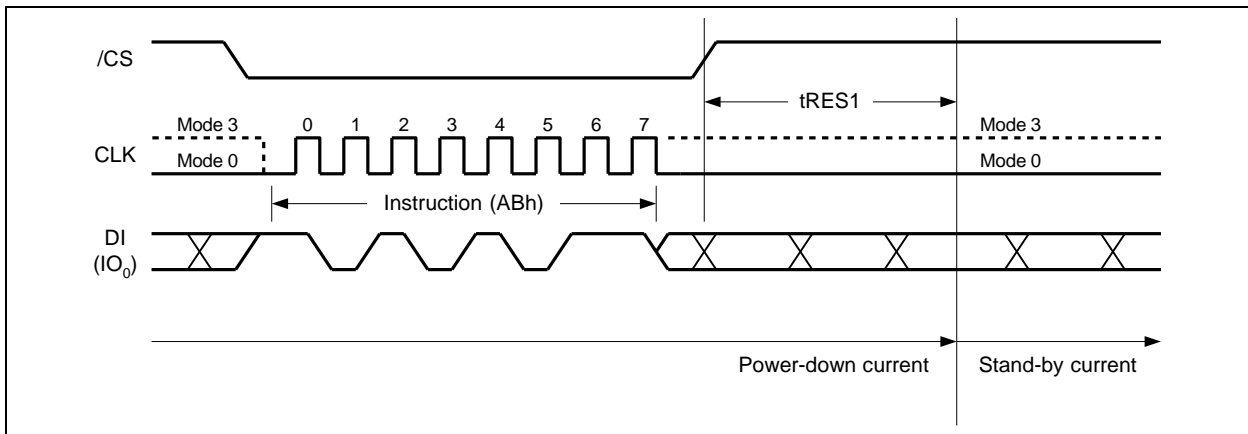 /CS
tRES1
Mode 3
0 1 2 3 4 5 6 7
Mode 3
CLK
Mode 0
Mode 0
Instruction (ABh)
DI
(IO0)
Power-down current
Stand-by current